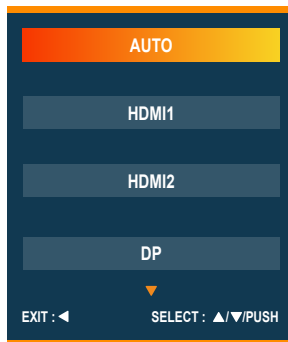 AUTO
HDMI1
HDMI2
DP
▼
EXIT : ◀ SELECT : ▲/▼/PUSH